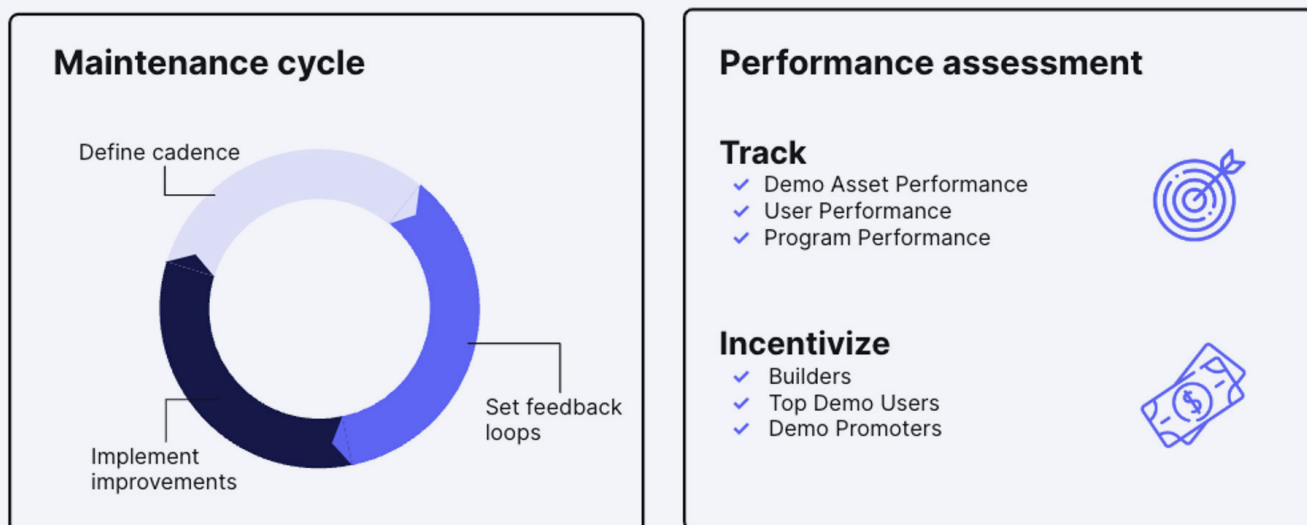 Maintenance cycle
Define cadence
Set feedback
loops
Implement
improvements
Performance assessment
Track
Demo Asset Performance
User Performance
Program Performance
Incentivize
Builders
Top Demo Users
Demo Promoters
$